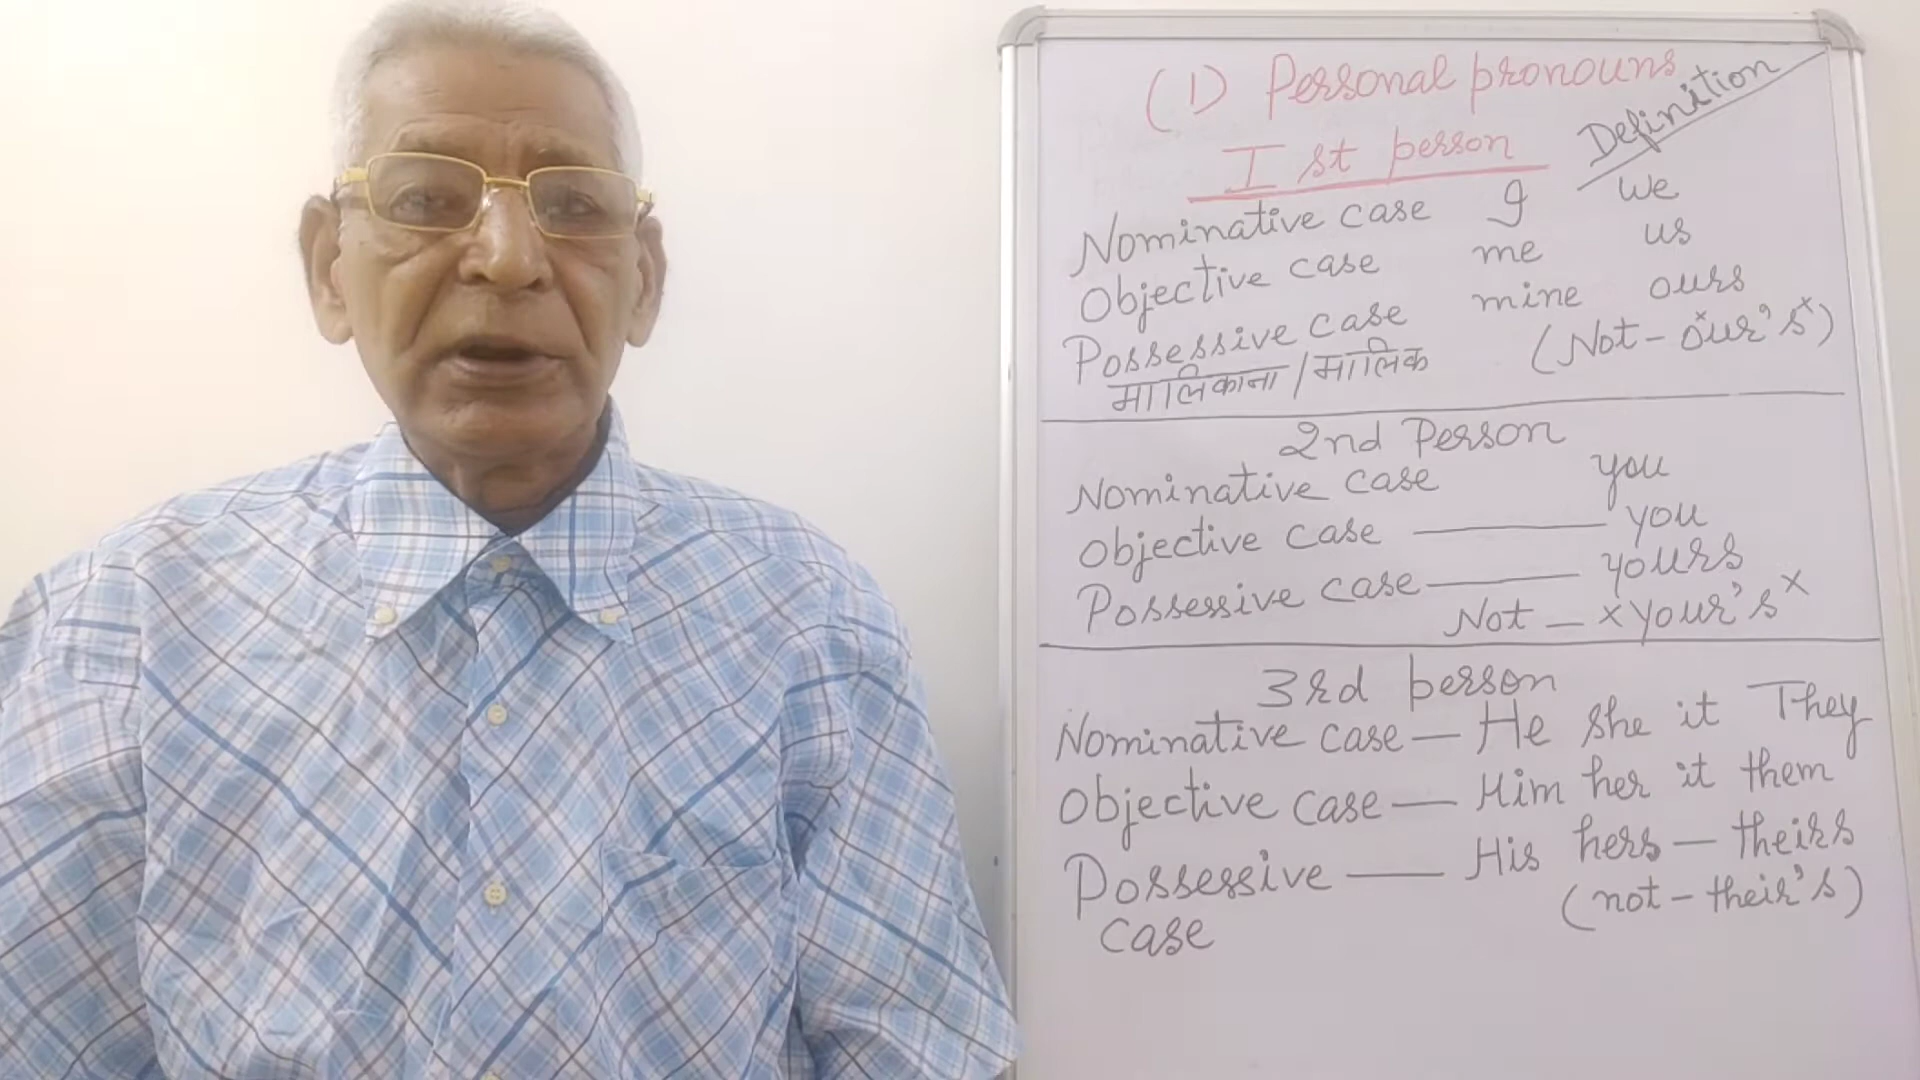 (1) Personal pronouns
Definition
I st person
Nominative case I we
Objective case me us
Possessive case mine ours
मालिकाना / मालिक (Not - ˣour's ˣ)
2nd Person
Nominative case you
Objective case — you
Possessive case — yours
Not — × your's ×
3rd person
Nominative case — He she it They
Objective case — Him her it them
Possessive — His hers — theirs
case (not - their's)